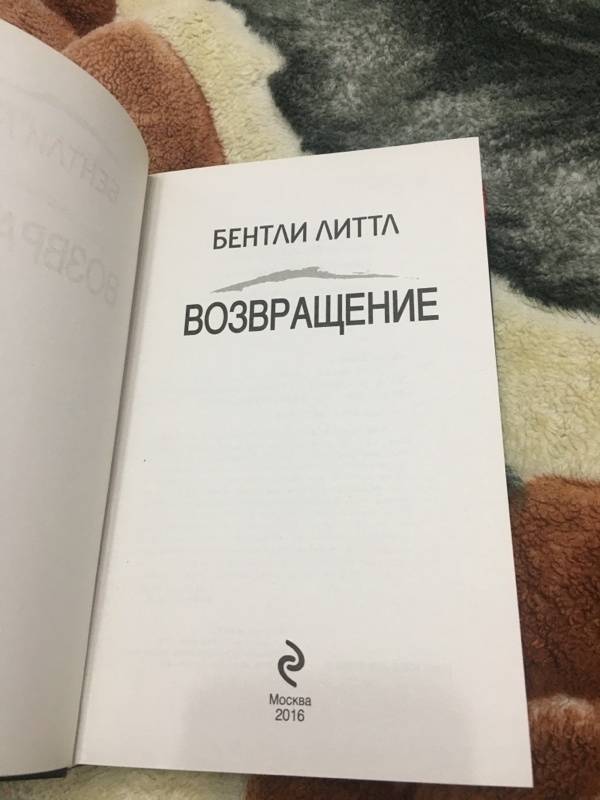 БЕНТЛИ ЛИТТЛ
ВОЗВРАЩЕНИЕ
Москва
2016